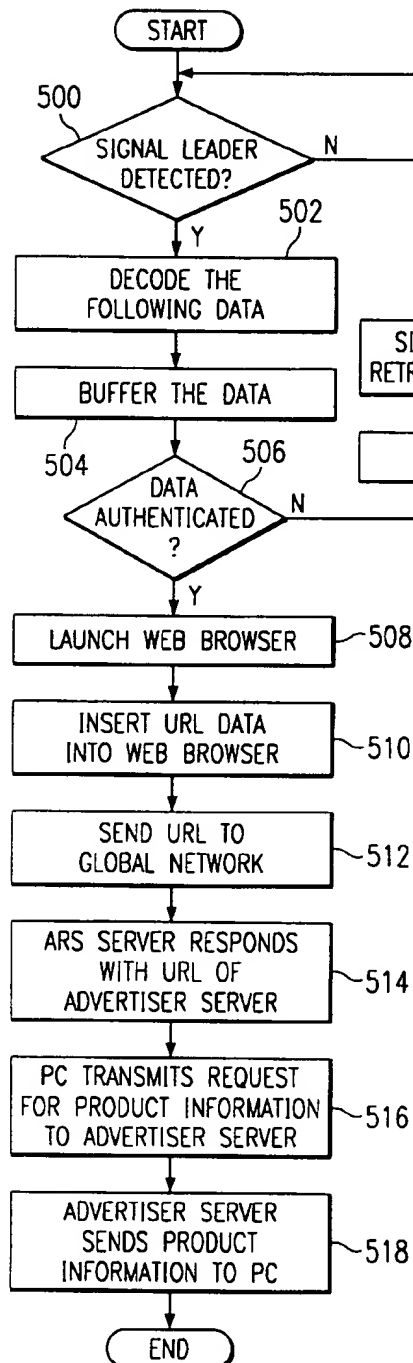 START
500
SIGNAL LEADER
DETECTED?
N
Y
502
DECODE THE
FOLLOWING DATA
BUFFER THE DATA
504
506
DATA
AUTHENTICATED
?
N
Y
LAUNCH WEB BROWSER
508
INSERT URL DATA
INTO WEB BROWSER
510
SEND URL TO
GLOBAL NETWORK
512
ARS SERVER RESPONDS
WITH URL OF
ADVERTISER SERVER
514
PC TRANSMITS REQUEST
FOR PRODUCT INFORMATION
TO ADVERTISER SERVER
516
ADVERTISER SERVER
SENDS PRODUCT
INFORMATION TO PC
518
END